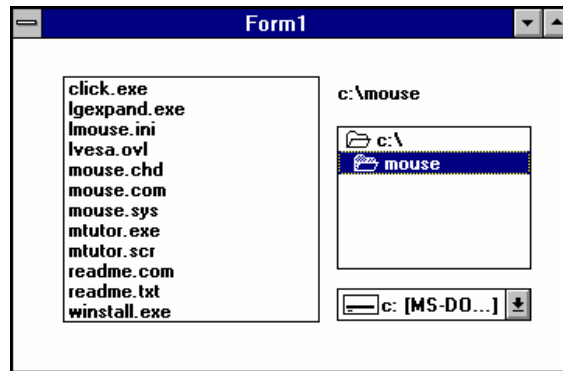 Form1
click.exe
lgexpand.exe
lmouse.ini
lvesa.ovl
mouse.chd
mouse.com
mouse.sys
mtutor.exe
mtutor.scr
readme.com
readme.txt
winstall.exe
c:\mouse
c:\
mouse
c: [MS-DO...]